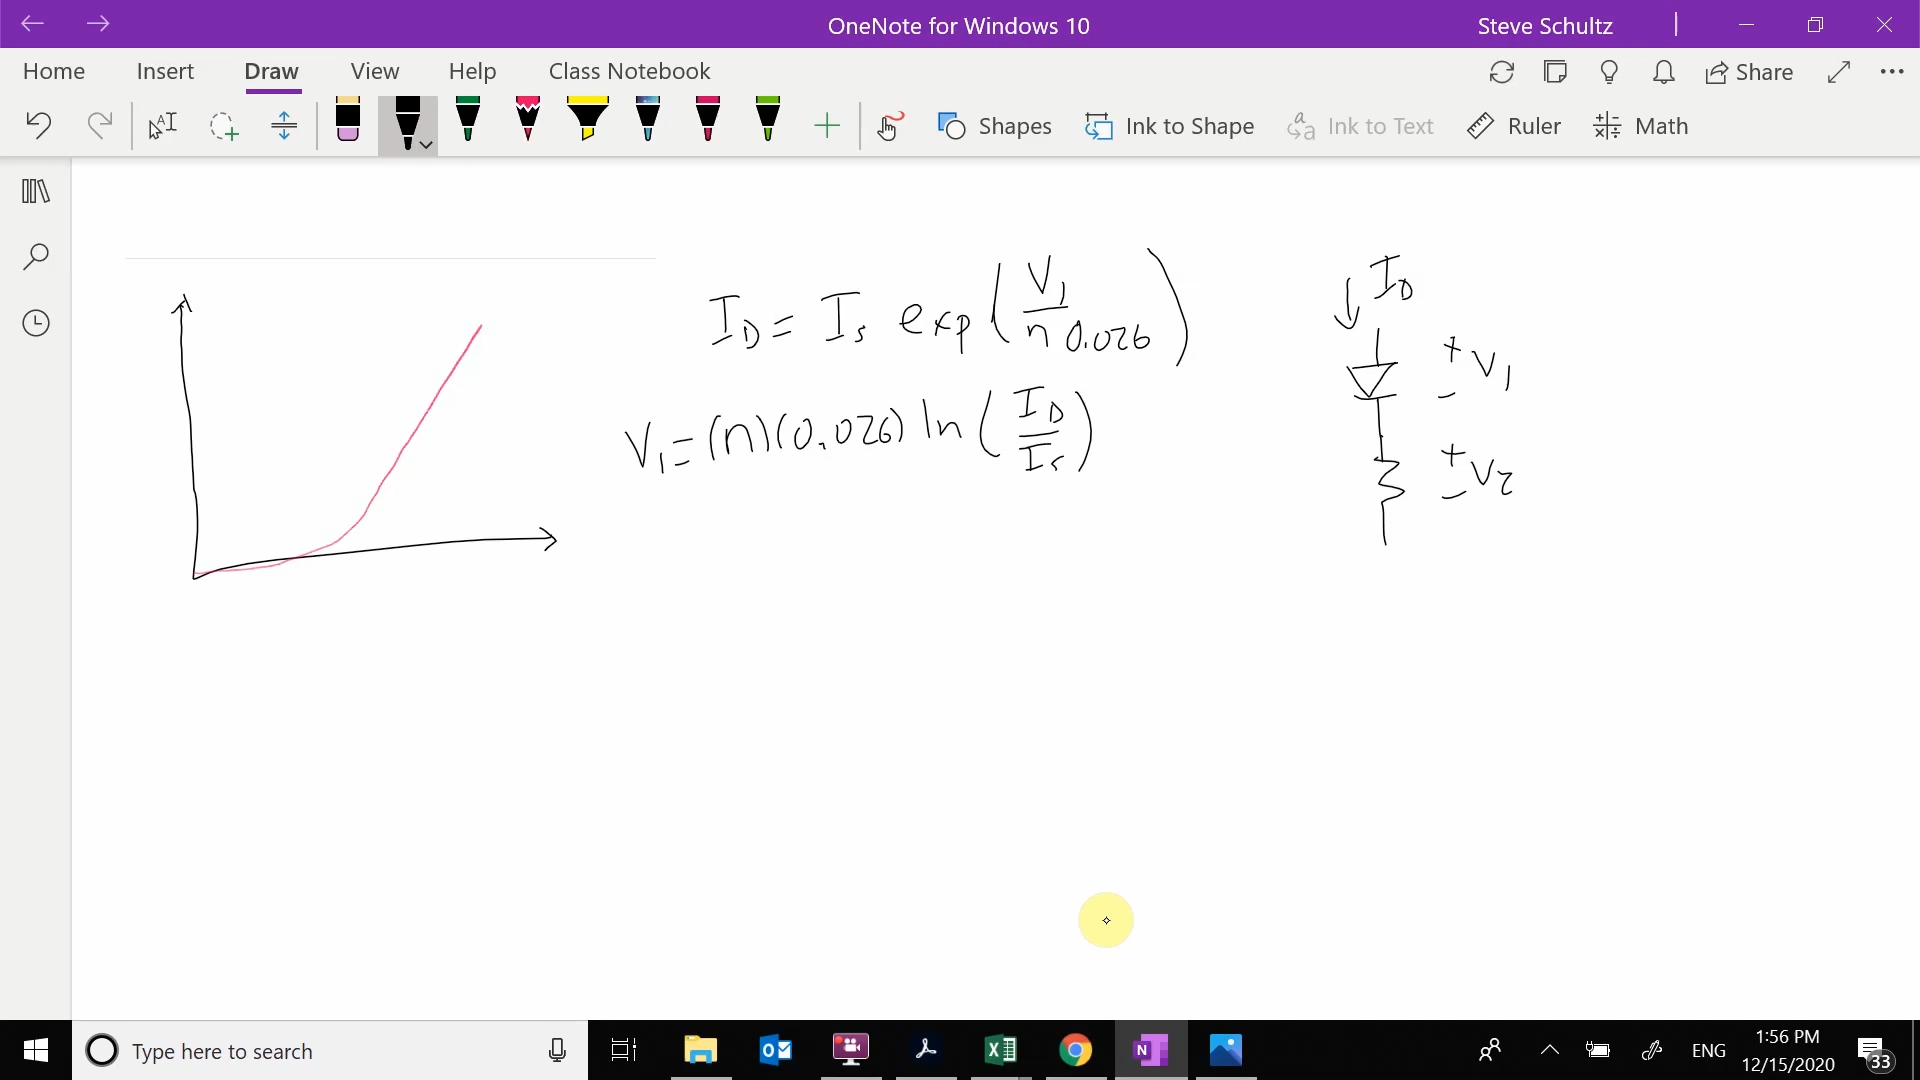 OneNote for Windows 10
Steve Schultz
Home Insert Draw View Help Class Notebook
Share
Shapes Ink to Shape Ink to Text Ruler Math
I_D = I_s exp(V_1 / n 0.026)
V_1 = (n)(0.026) ln(I_D / I_s)
I_D
+ V_1 -
+ V_2 -
Type here to search
ENG
1:56 PM
12/15/2020
33